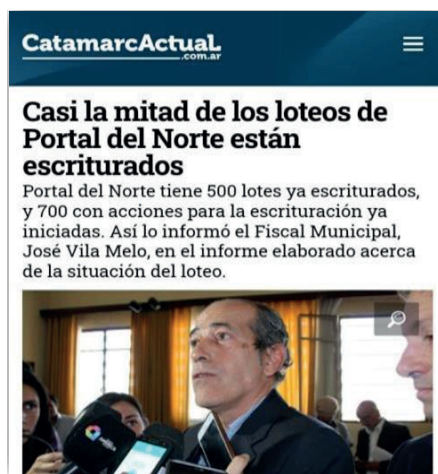 CatamarcActual
.com.ar
Casi la mitad de los loteos de
Portal del Norte están
escriturados
Portal del Norte tiene 500 lotes ya escriturados,
y 700 con acciones para la escrituración ya
iniciadas. Así lo informó el Fiscal Municipal,
José Vila Melo, en el informe elaborado acerca
de la situación del loteo.